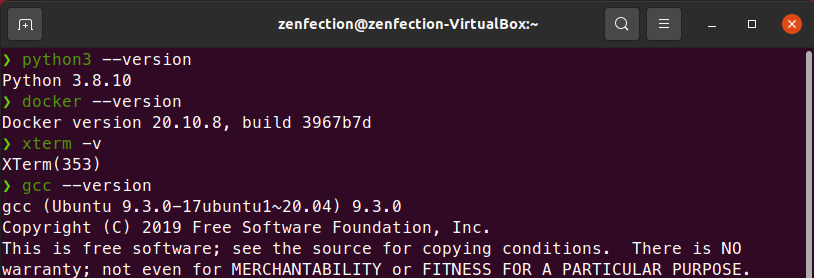 zenfection@zenfection-VirtualBox:~
❯ python3 --version
Python 3.8.10
❯ docker --version
Docker version 20.10.8, build 3967b7d
❯ xterm -v
XTerm(353)
❯ gcc --version
gcc (Ubuntu 9.3.0-17ubuntu1~20.04) 9.3.0
Copyright (C) 2019 Free Software Foundation, Inc.
This is free software; see the source for copying conditions.  There is NO
warranty; not even for MERCHANTABILITY or FITNESS FOR A PARTICULAR PURPOSE.